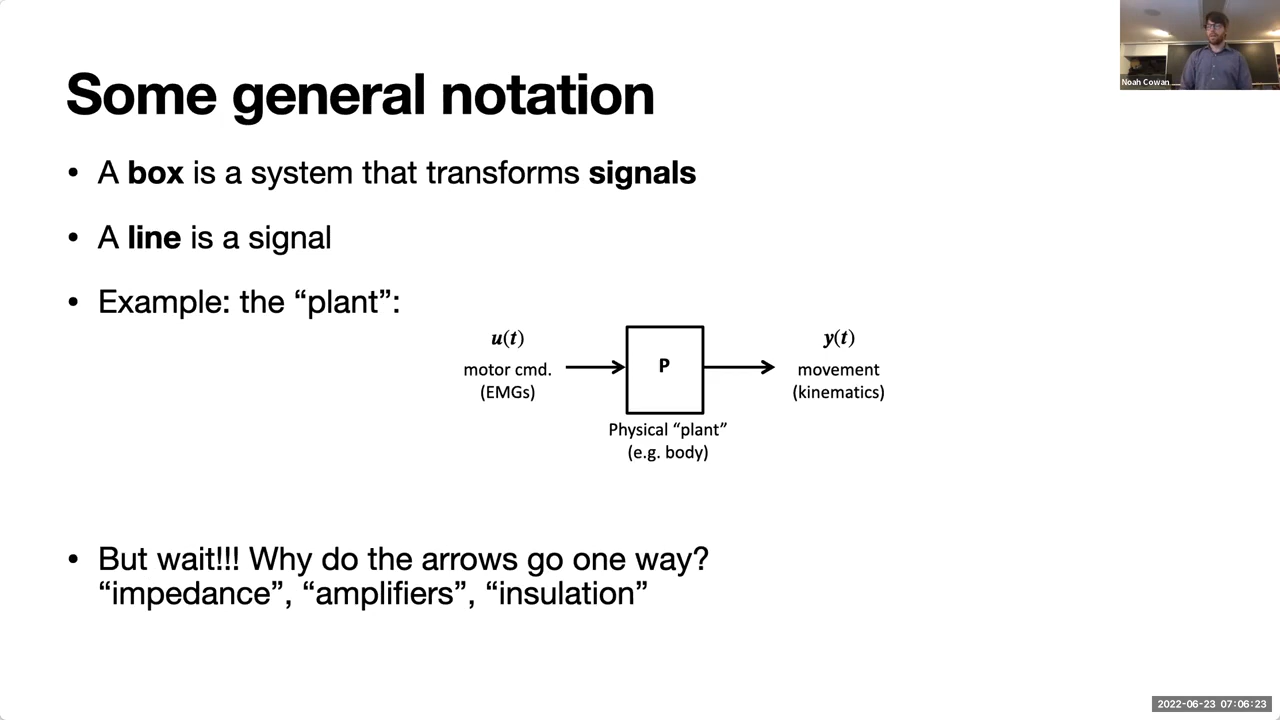 Some general notation
• A box is a system that transforms signals
• A line is a signal
• Example: the “plant”:
u(t)
motor cmd.
(EMGs)
P
Physical “plant”
(e.g. body)
y(t)
movement
(kinematics)
• But wait!!! Why do the arrows go one way?
“impedance”, “amplifiers”, “insulation”
Noah Cowan
2022-06-23 07:06:23